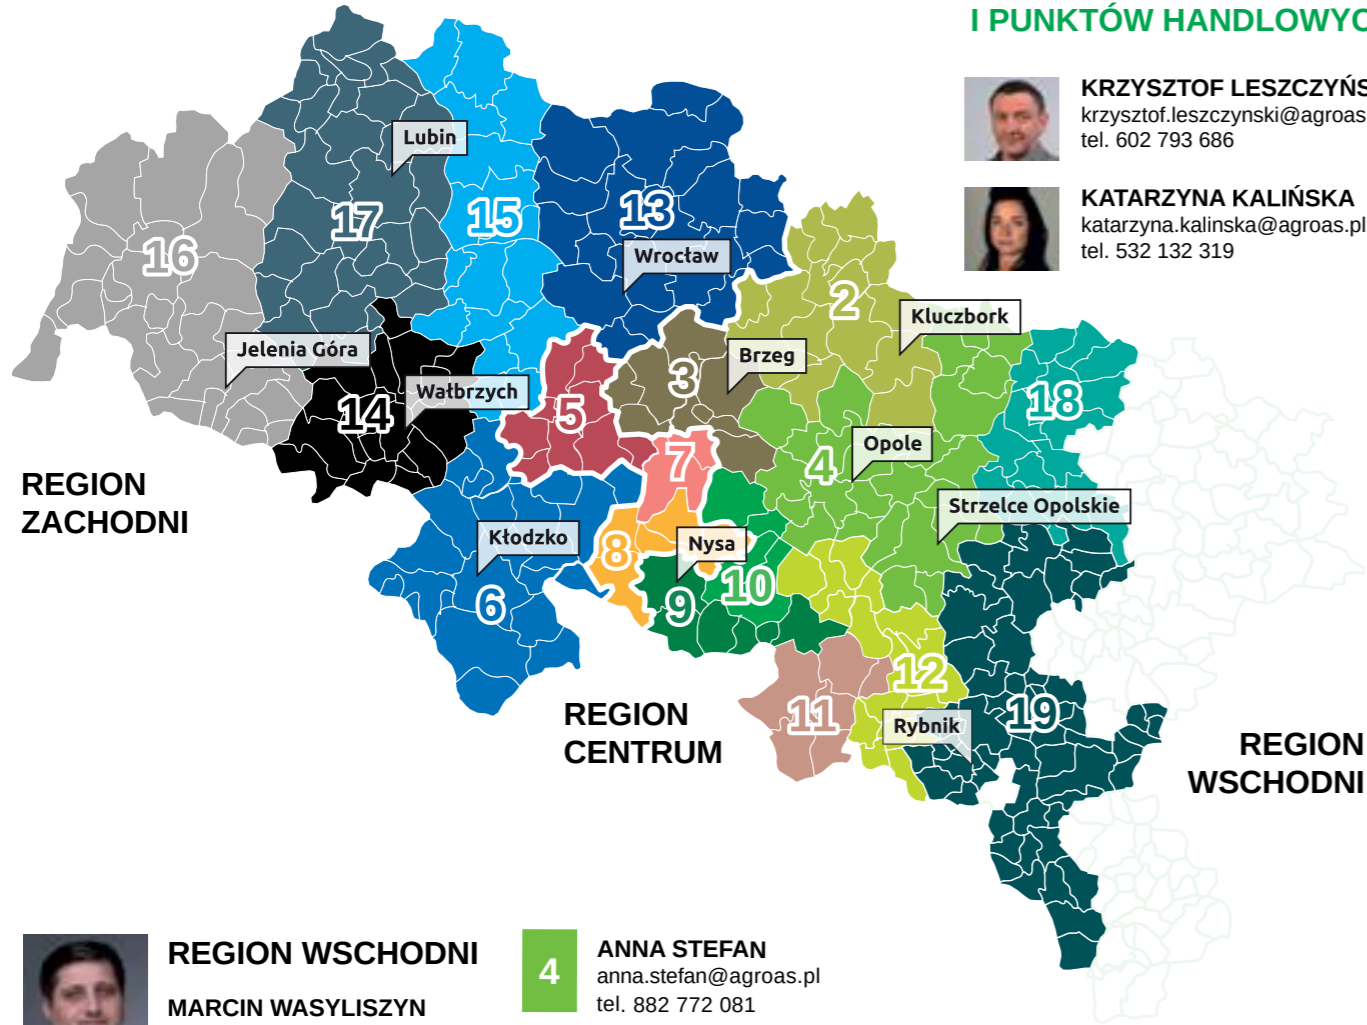 I PUNKTÓW HANDLOWYC
KRZYSZTOF LESZCZYŃS
krzysztof.leszczynski@agroas
tel. 602 793 686
KATARZYNA KALIŃSKA
katarzyna.kalinska@agroas.pl
tel. 532 132 319
Lubin
17
15
13
16
Wrocław
2
Kluczbork
Jelenia Góra
Brzeg
3
Wałbrzych
14
5
18
Opole
7
4
REGION
ZACHODNI
Strzelce Opolskie
Kłodzko
8
Nysa
10
6
9
12
11
19
Rybnik
REGION
CENTRUM
REGION
WSCHODNI
REGION WSCHODNI
MARCIN WASYLISZYN
4
ANNA STEFAN
anna.stefan@agroas.pl
tel. 882 772 081